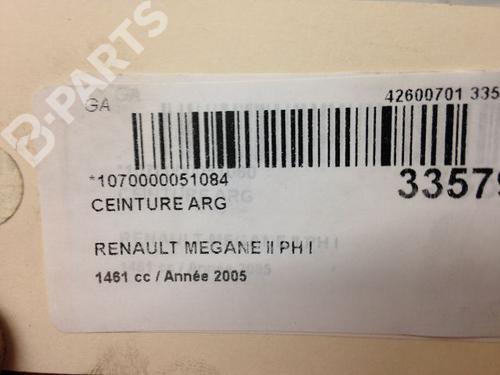 B-PARTS
GA
42600701 335
*1070000051084
33579
CEINTURE ARG
RENAULT MEGANE II PH I
1461 cc / Année 2005